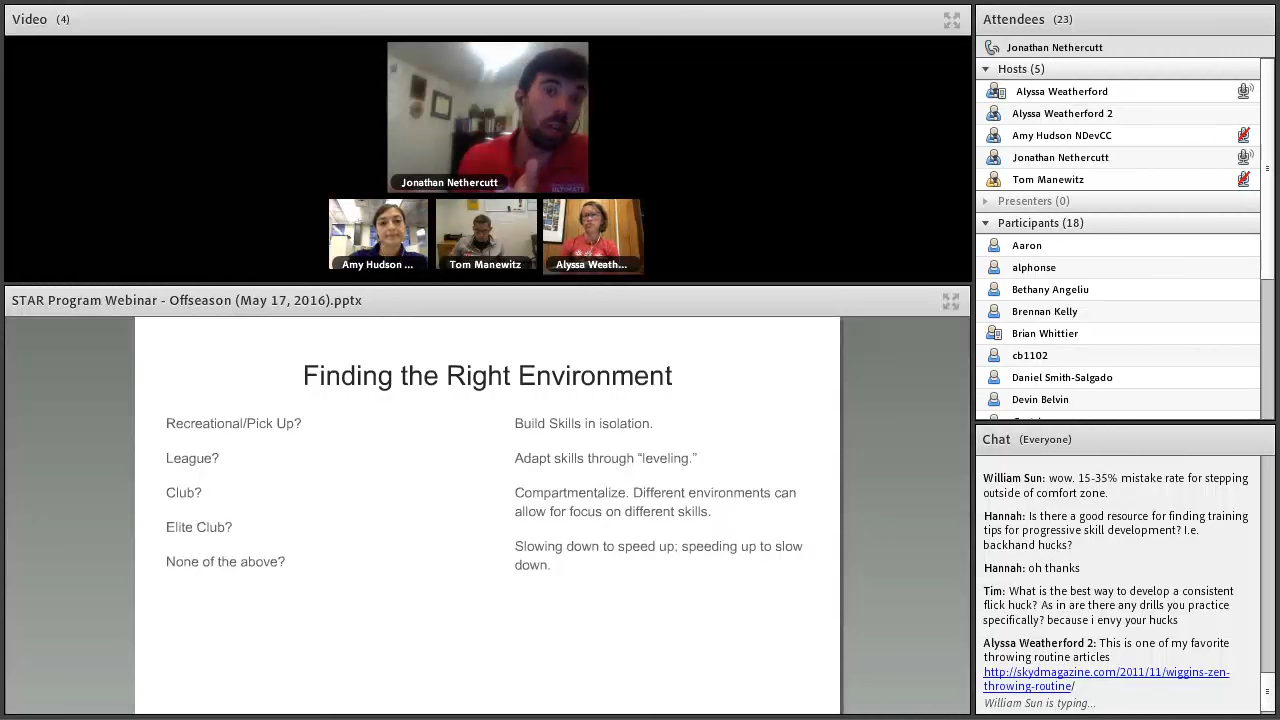 Video (4)
Jonathan Nethercutt
ULTIMATE
Amy Hudson ...
Tom Manewitz
Alyssa Weath...
STAR Program Webinar - Offseason (May 17, 2016).pptx
Finding the Right Environment
Recreational/Pick Up?
League?
Club?
Elite Club?
None of the above?
Build Skills in isolation.
Adapt skills through “leveling.”
Compartmentalize. Different environments can
allow for focus on different skills.
Slowing down to speed up; speeding up to slow
down.
Attendees (23)
Jonathan Nethercutt
Hosts (5)
Alyssa Weatherford
Alyssa Weatherford 2
Amy Hudson NDevCC
Jonathan Nethercutt
Tom Manewitz
Presenters (0)
Participants (18)
Aaron
alphonse
Bethany Angeliu
Brennan Kelly
Brian Whittier
cb1102
Daniel Smith-Salgado
Devin Belvin
Chat (Everyone)
William Sun: wow. 15-35% mistake rate for stepping
outside of comfort zone.
Hannah: Is there a good resource for finding training
tips for progressive skill development? I.e.
backhand hucks?
Hannah: oh thanks
Tim: What is the best way to develop a consistent
flick huck? As in are there any drills you practice
specifically? because i envy your hucks
Alyssa Weatherford 2: This is one of my favorite
throwing routine articles
http://skydmagazine.com/2011/11/wiggins-zen-
throwing-routine/
William Sun is typing...